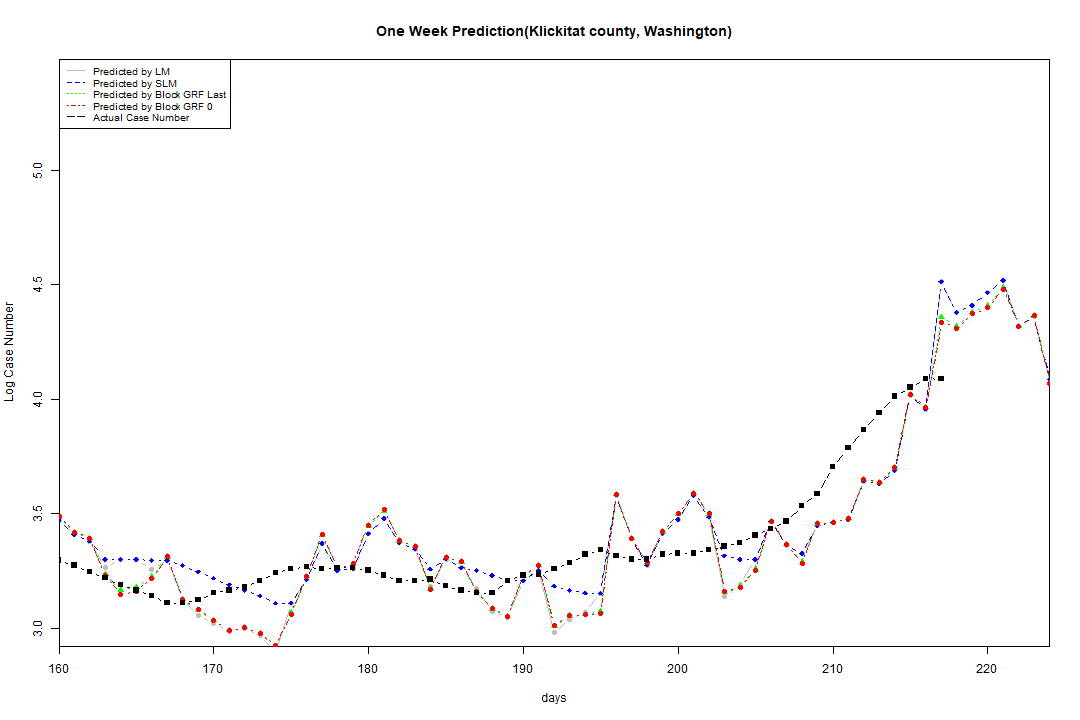 One Week Prediction(Klickitat county, Washington)
Predicted by LM
Predicted by SLM
Predicted by Block GRF Last
Predicted by Block GRF 0
Actual Case Number
5.0
4.5
4.0
3.5
3.0
Log Case Number
160 170 180 190 200 210 220
days